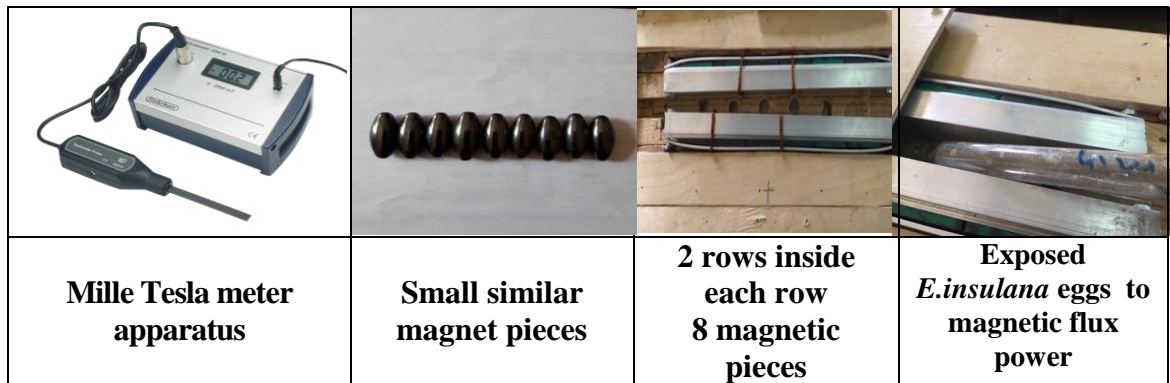 -002
Mille Tesla meter
apparatus
Small similar
magnet pieces
2 rows inside
each row
8 magnetic
pieces
Exposed
E.insulana eggs to
magnetic flux
power